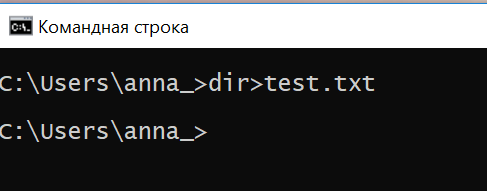 Командная строка
C:\Users\anna_>dir>test.txt
C:\Users\anna_>